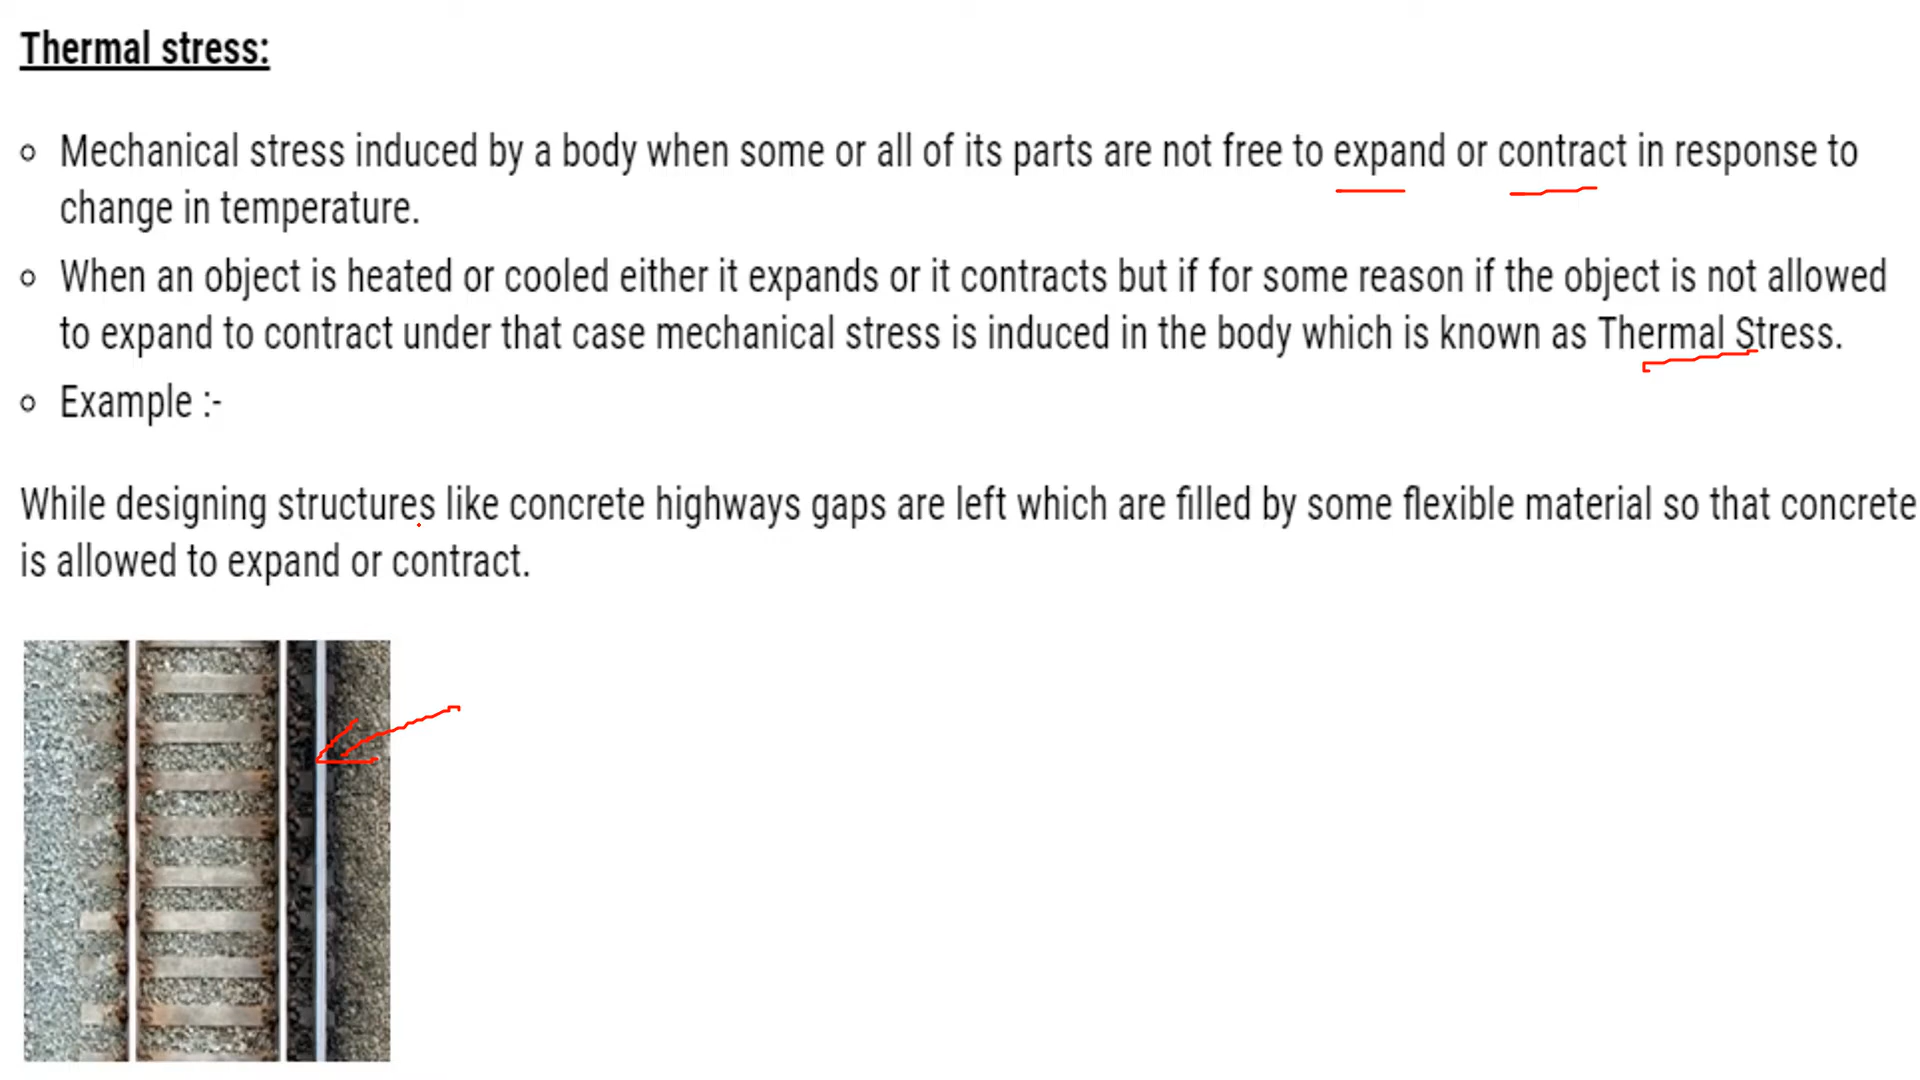 Thermal stress:
Mechanical stress induced by a body when some or all of its parts are not free to expand or contract in response to
change in temperature.
When an object is heated or cooled either it expands or it contracts but if for some reason if the object is not allowed
to expand to contract under that case mechanical stress is induced in the body which is known as Thermal Stress.
Example :-
While designing structures like concrete highways gaps are left which are filled by some flexible material so that concrete
is allowed to expand or contract.